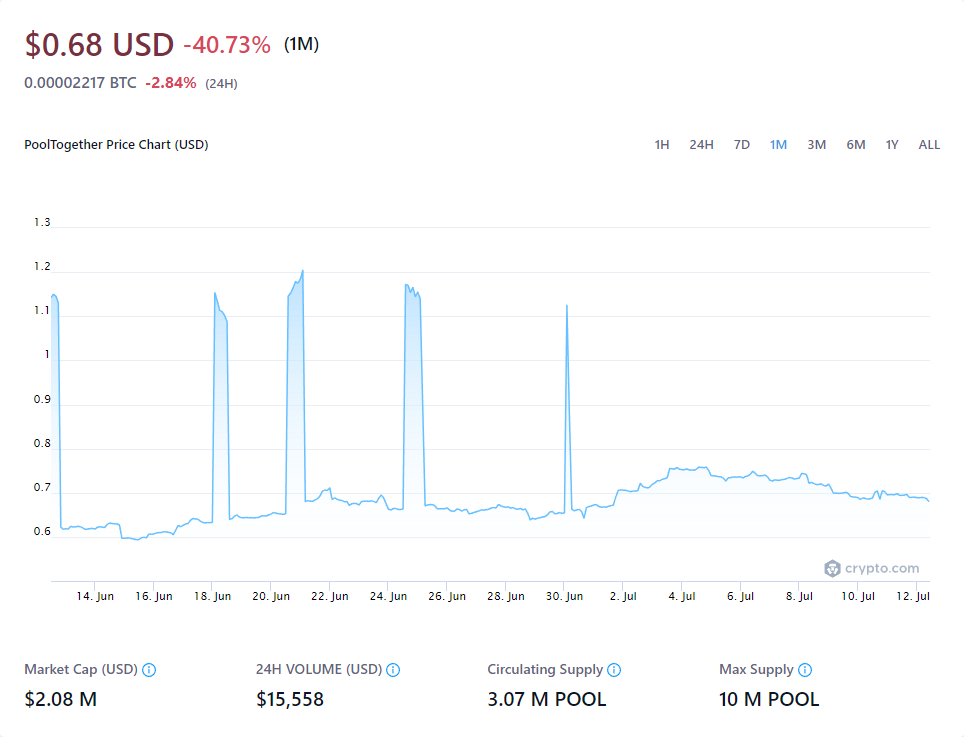 $0.68 USD -40.73% (1M)
0.00002217 BTC -2.84% (24H)
PoolTogether Price Chart (USD) 1H 24H 7D 1M 3M 6M 1Y ALL
1.3
1.2
1.1
1
0.9
0.8
0.7
0.6
crypto.com
14. Jun 16. Jun 18. Jun 20. Jun 22. Jun 24. Jun 26. Jun 28. Jun 30. Jun 2. Jul 4. Jul 6. Jul 8. Jul 10. Jul 12. Jul
Market Cap (USD) 24H VOLUME (USD) Circulating Supply Max Supply
$2.08 M $15,558 3.07 M POOL 10 M POOL